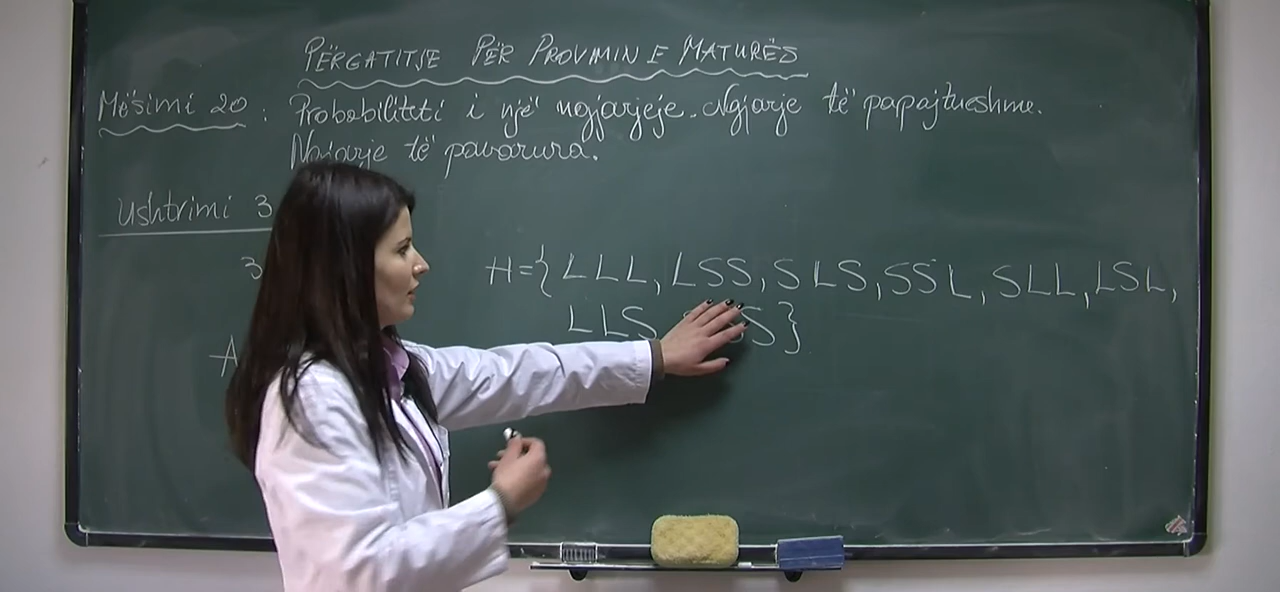 PËRGATITJE PËR PROVIMIN E MATURËS
Mësimi 20 : Probabiliteti i një ngjarjeje. Ngjarje të papajtueshme.
Ngjarje të pavarura.
Ushtrimi 3
3
H={LLL, LSS, SLS, SSL, SLL, LSL,
LLS, S}
A